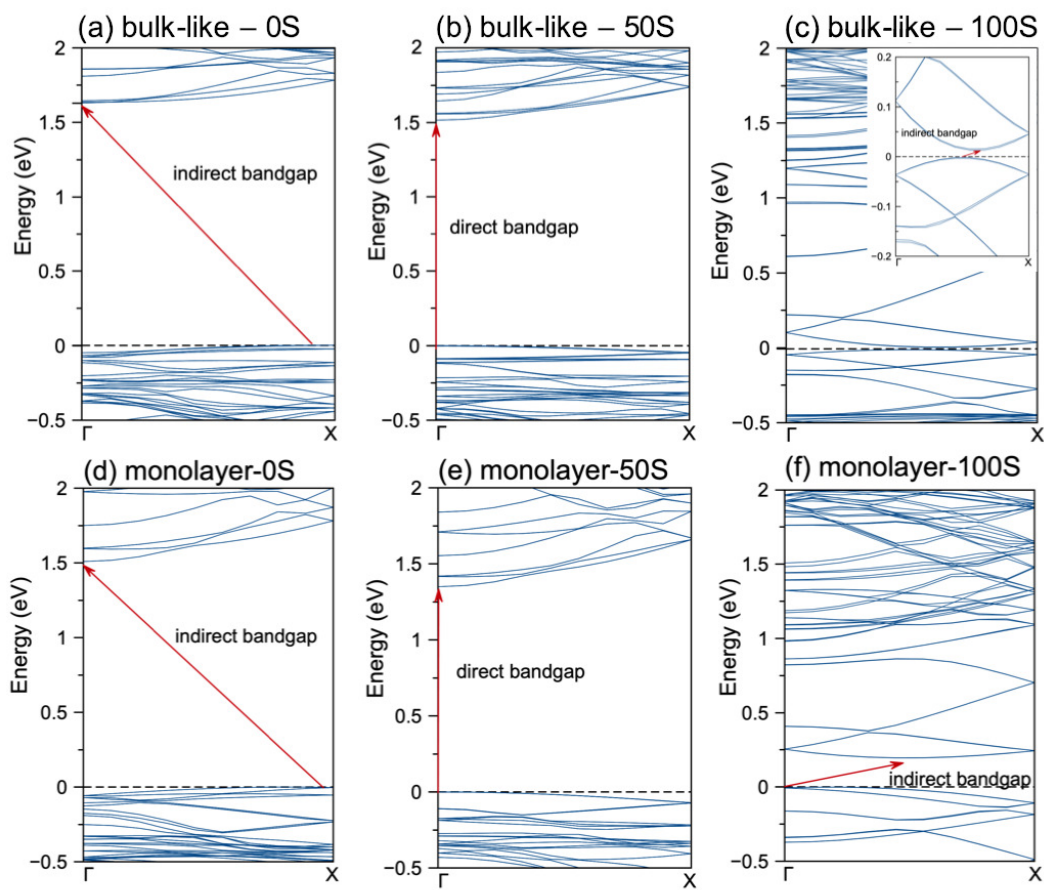 (a) bulk-like – 0S
(b) bulk-like – 50S
(c) bulk-like – 100S
Energy (eV)
2
1.5
1
0.5
0
−0.5
Γ
X
indirect bandgap
Energy (eV)
2
1.5
1
0.5
0
−0.5
Γ
X
direct bandgap
Energy (eV)
2
1.5
1
0.5
0
−0.5
Γ
X
0.2
0.1
0
−0.1
−0.2
Γ
X
indirect bandgap
(d) monolayer-0S
(e) monolayer-50S
(f) monolayer-100S
Energy (eV)
2
1.5
1
0.5
0
−0.5
Γ
X
indirect bandgap
Energy (eV)
2
1.5
1
0.5
0
−0.5
Γ
X
direct bandgap
Energy (eV)
2
1.5
1
0.5
0
−0.5
Γ
X
indirect bandgap